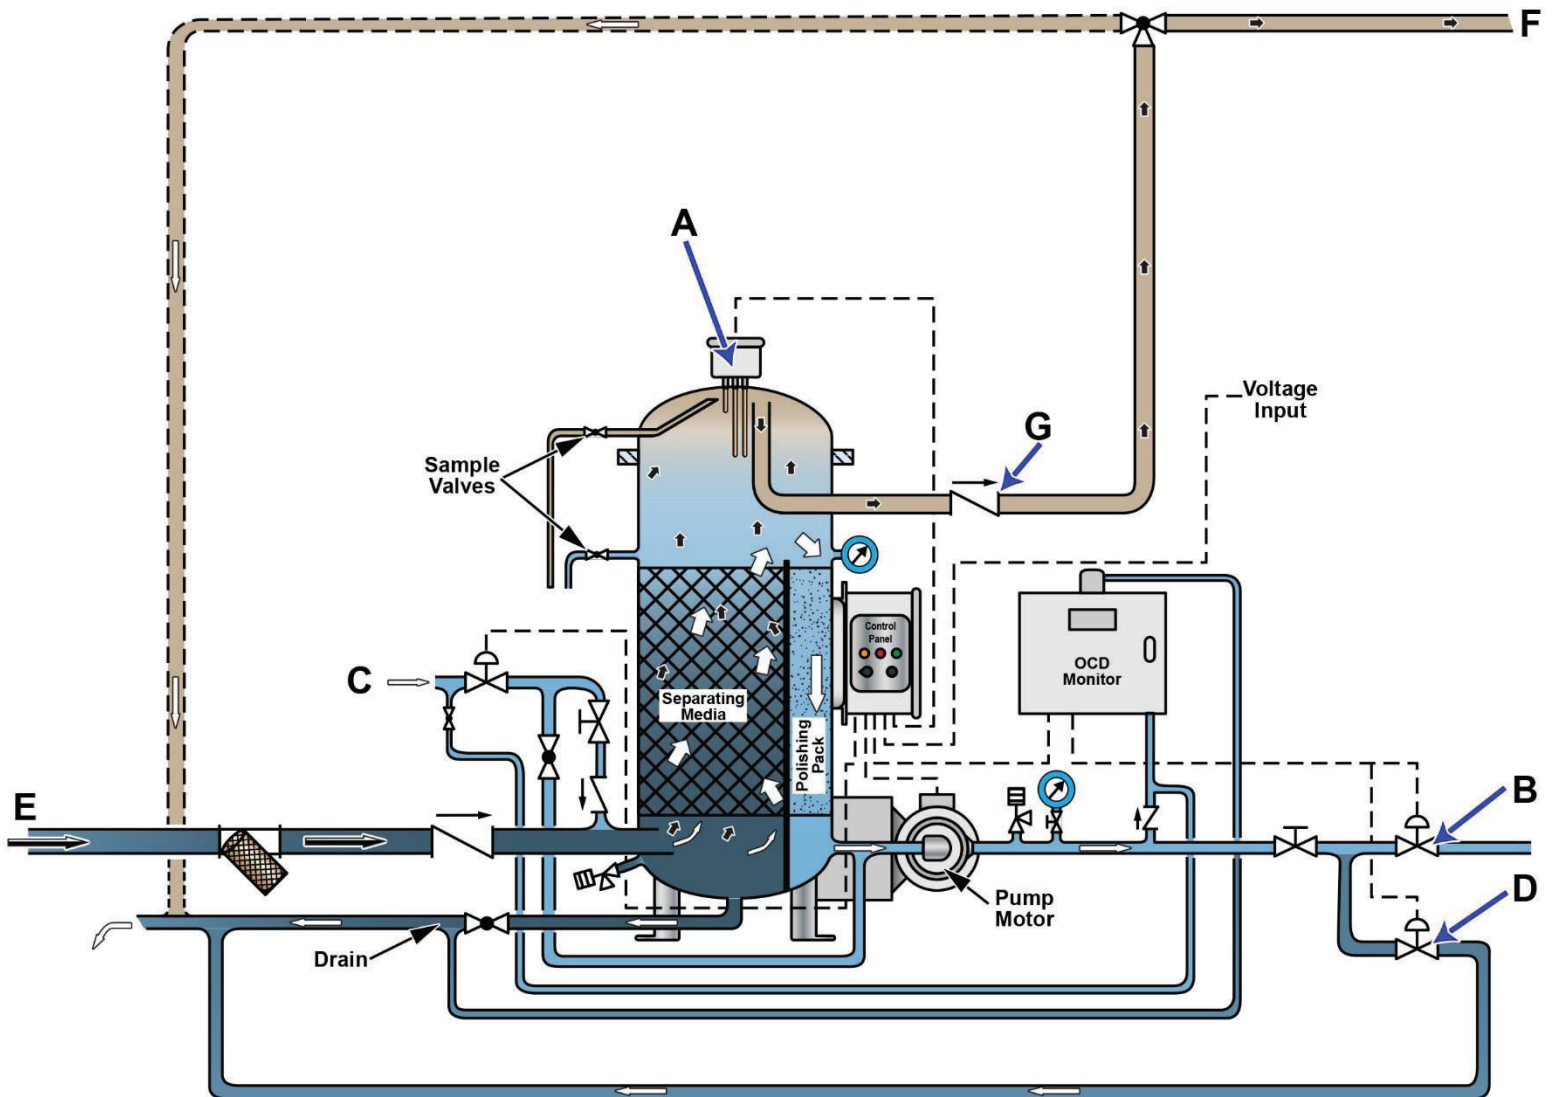 F
A
Voltage
Input
G
Sample
Valves
Control
Panel
OCD
Monitor
C
Separating
Media
Polishing
Pack
E
B
Pump
Motor
D
Drain